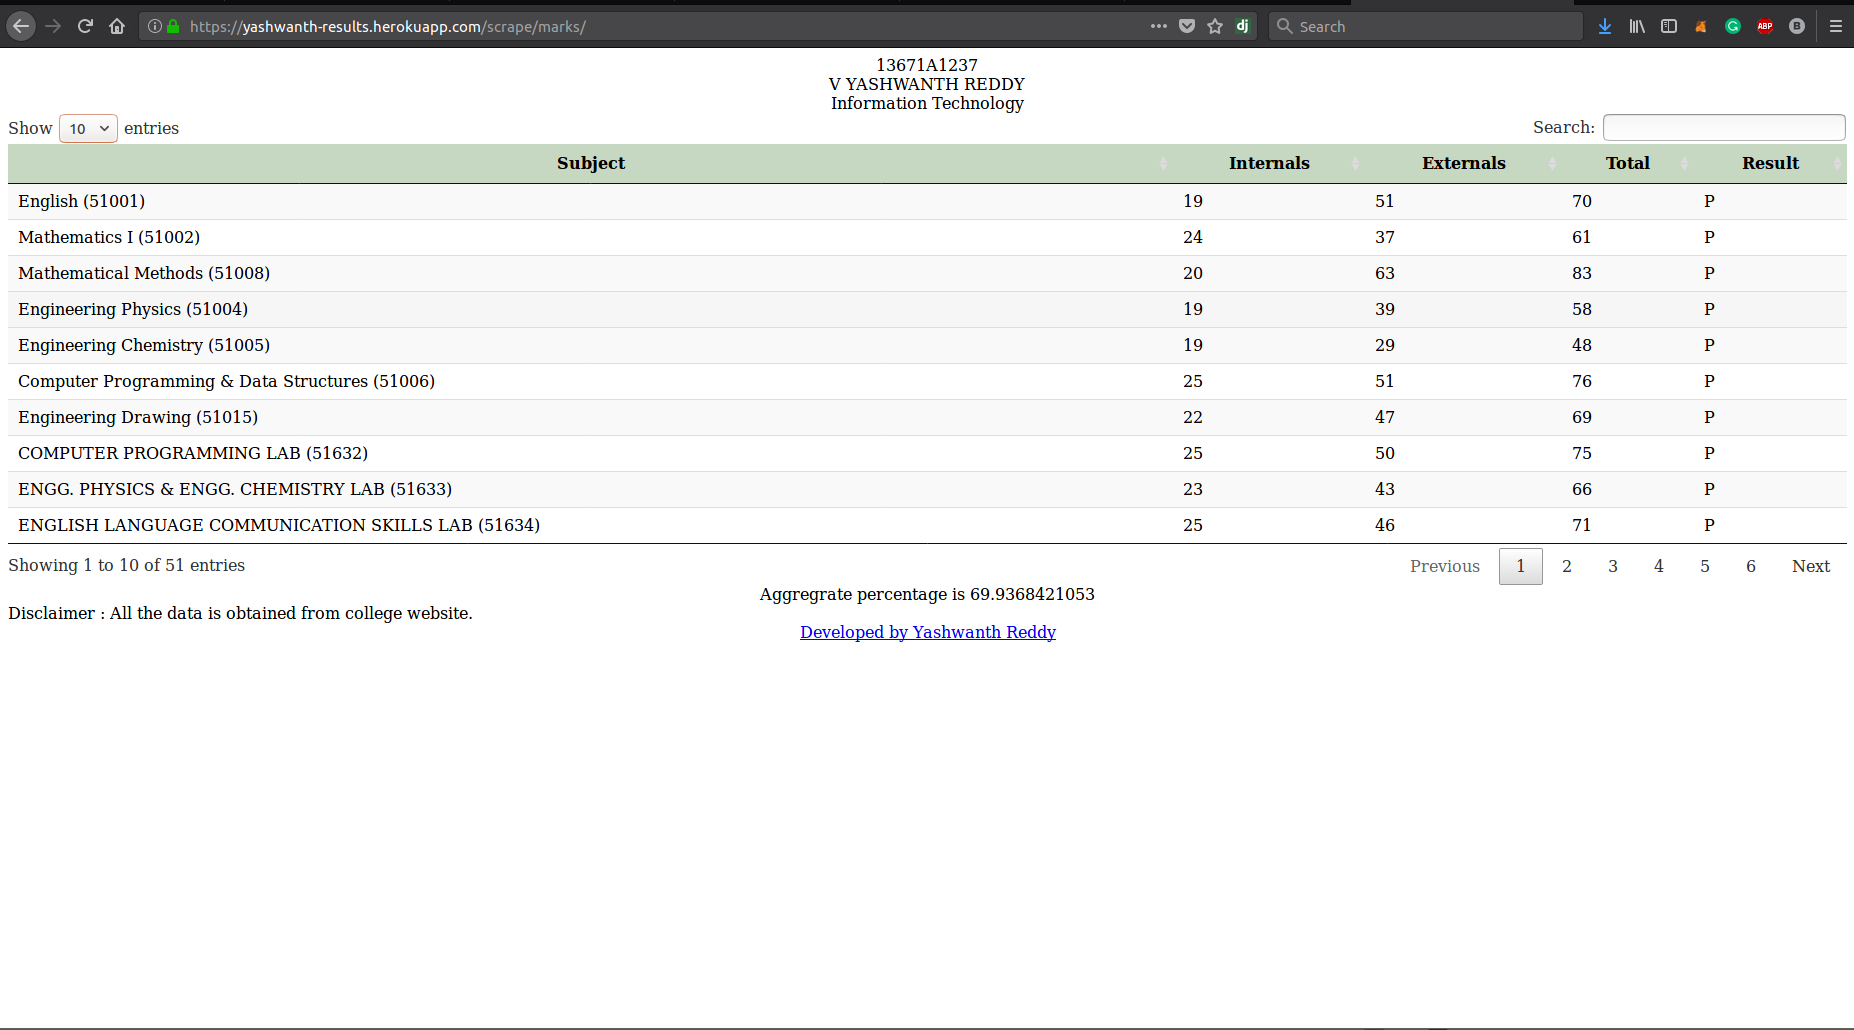 https://yashwanth-results.herokuapp.com/scrape/marks/ dj Search ABP B
13671A1237
V YASHWANTH REDDY
Information Technology
Show 10 entries Search:
Subject Internals Externals Total Result
English (51001) 19 51 70 P
Mathematics I (51002) 24 37 61 P
Mathematical Methods (51008) 20 63 83 P
Engineering Physics (51004) 19 39 58 P
Engineering Chemistry (51005) 19 29 48 P
Computer Programming & Data Structures (51006) 25 51 76 P
Engineering Drawing (51015) 22 47 69 P
COMPUTER PROGRAMMING LAB (51632) 25 50 75 P
ENGG. PHYSICS & ENGG. CHEMISTRY LAB (51633) 23 43 66 P
ENGLISH LANGUAGE COMMUNICATION SKILLS LAB (51634) 25 46 71 P
Showing 1 to 10 of 51 entries Previous 1 2 3 4 5 6 Next
Aggregrate percentage is 69.9368421053
Disclaimer : All the data is obtained from college website.
Developed by Yashwanth Reddy